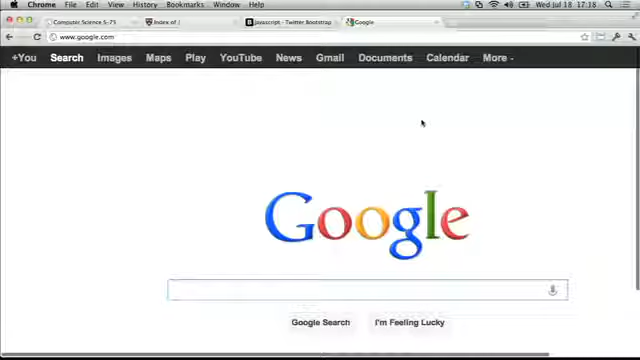 Chrome File Edit View History Bookmarks Window Help Wed Jul 18 17:18
Computer Science S-75 Index of / Javascript · Twitter Bootstrap Google
www.google.com
+You Search Images Maps Play YouTube News Gmail Documents Calendar More
Google
Google Search I'm Feeling Lucky